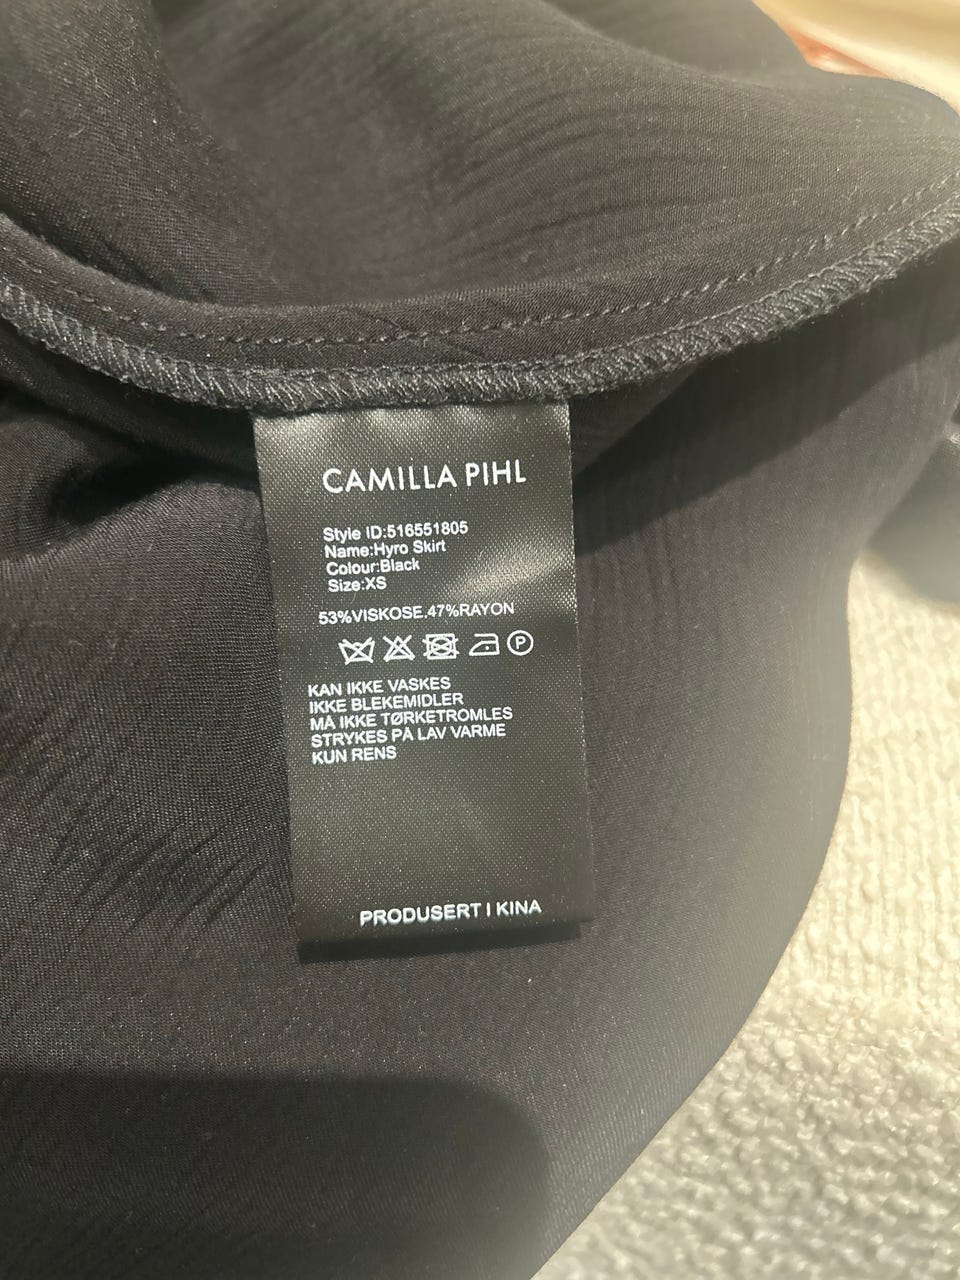 CAMILLA PIHL
Style ID:516551805
Name:Hyro Skirt
Colour:Black
Size:XS
53%VISKOSE.47%RAYON
P
KAN IKKE VASKES
IKKE BLEKEMIDLER
MÅ IKKE TØRKETROMLES
STRYKES PÅ LAV VARME
KUN RENS
PRODUSERT I KINA